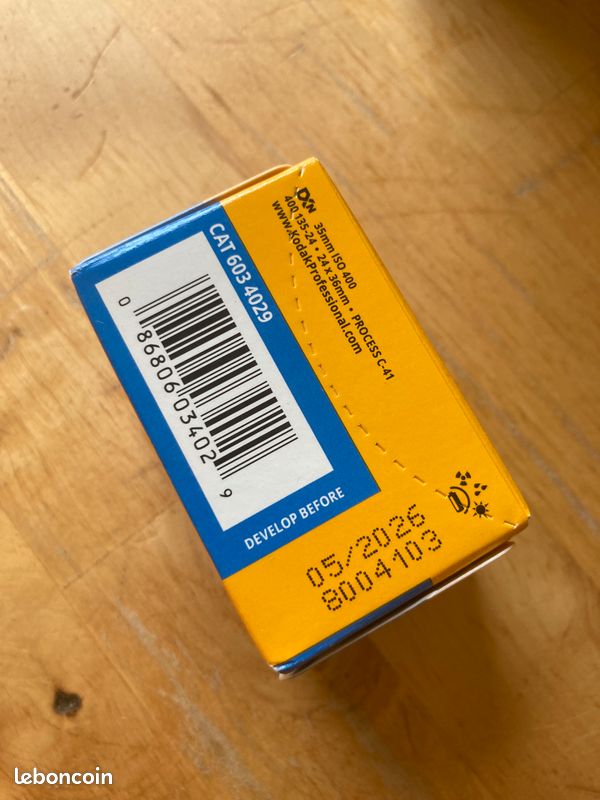 DXN
35mm ISO 400
400 135-24 • 24 x 36mm • PROCESS C-41
www.KodakProfessional.com
CAT 603 4029
0 86806 03402 9
DEVELOP BEFORE
05/2026
8004103
leboncoin